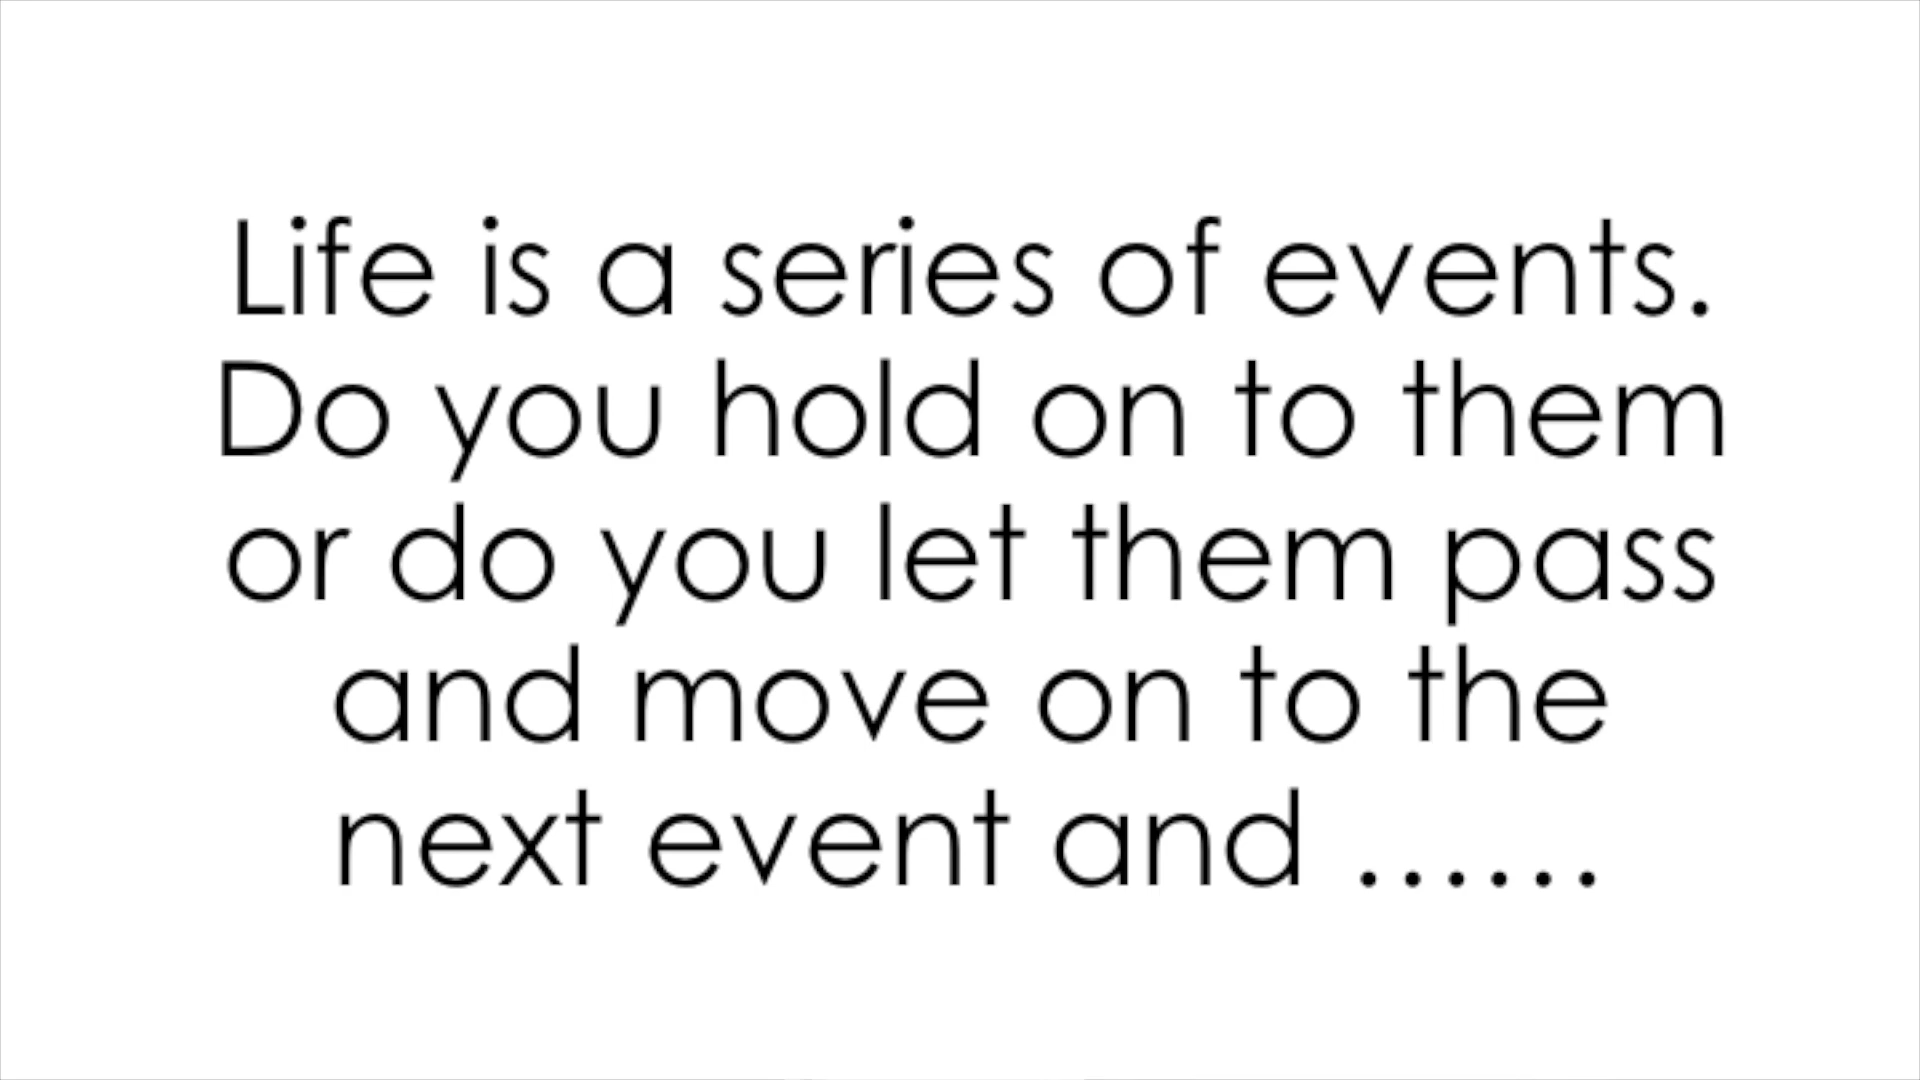 Life is a series of events.
Do you hold on to them
or do you let them pass
and move on to the
next event and ......